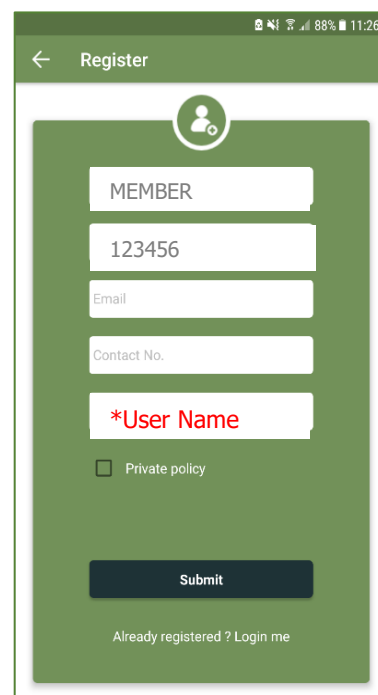 88% 11:26
Register
MEMBER
123456
Email
Contact No.
*User Name
Private policy
Submit
Already registered ? Login me